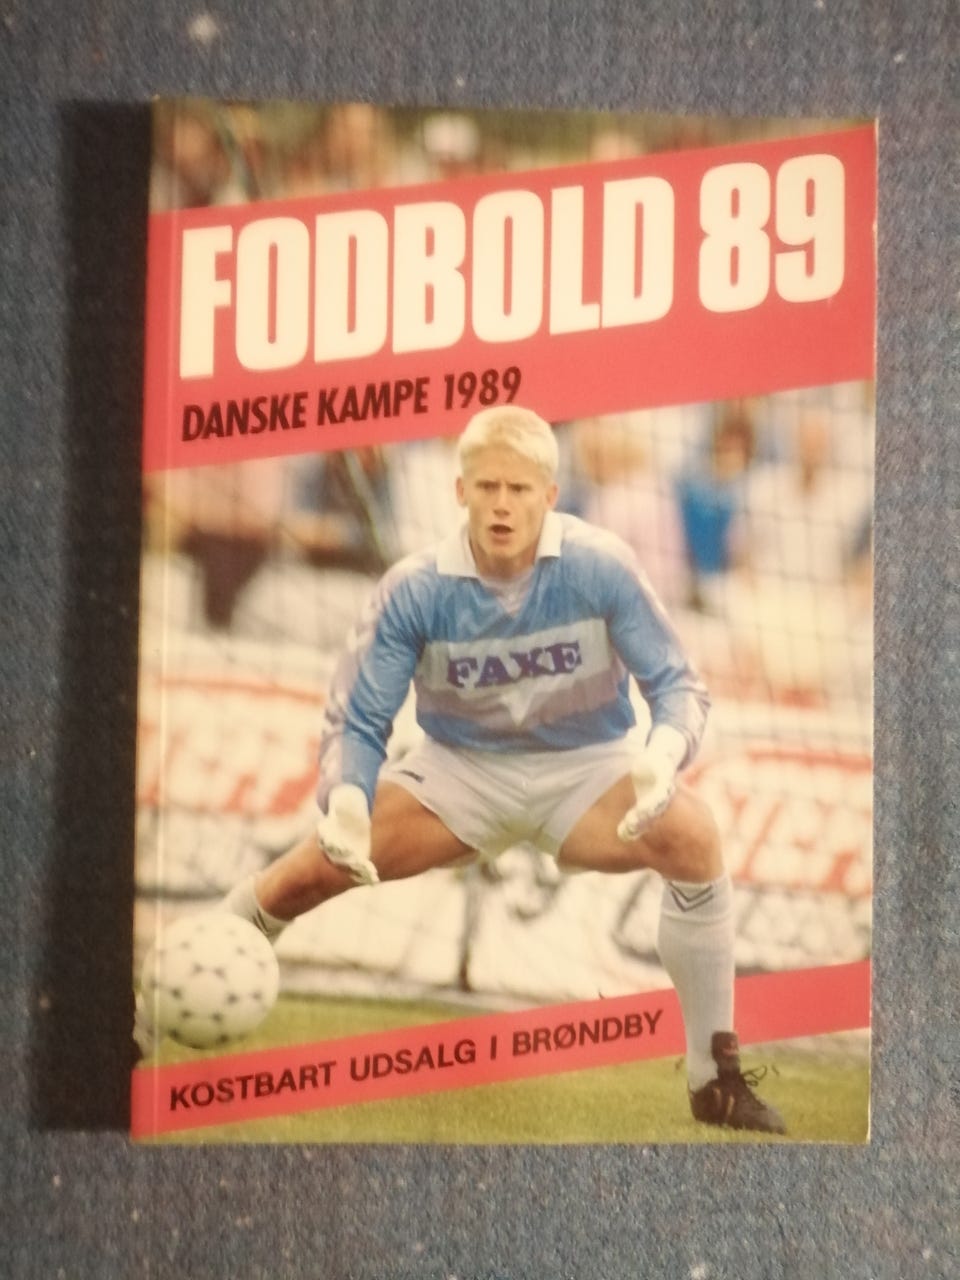 FODBOLD 89
DANSKE KAMPE 1989
FAXE
KOSTBART UDSALG I BRØNDBY